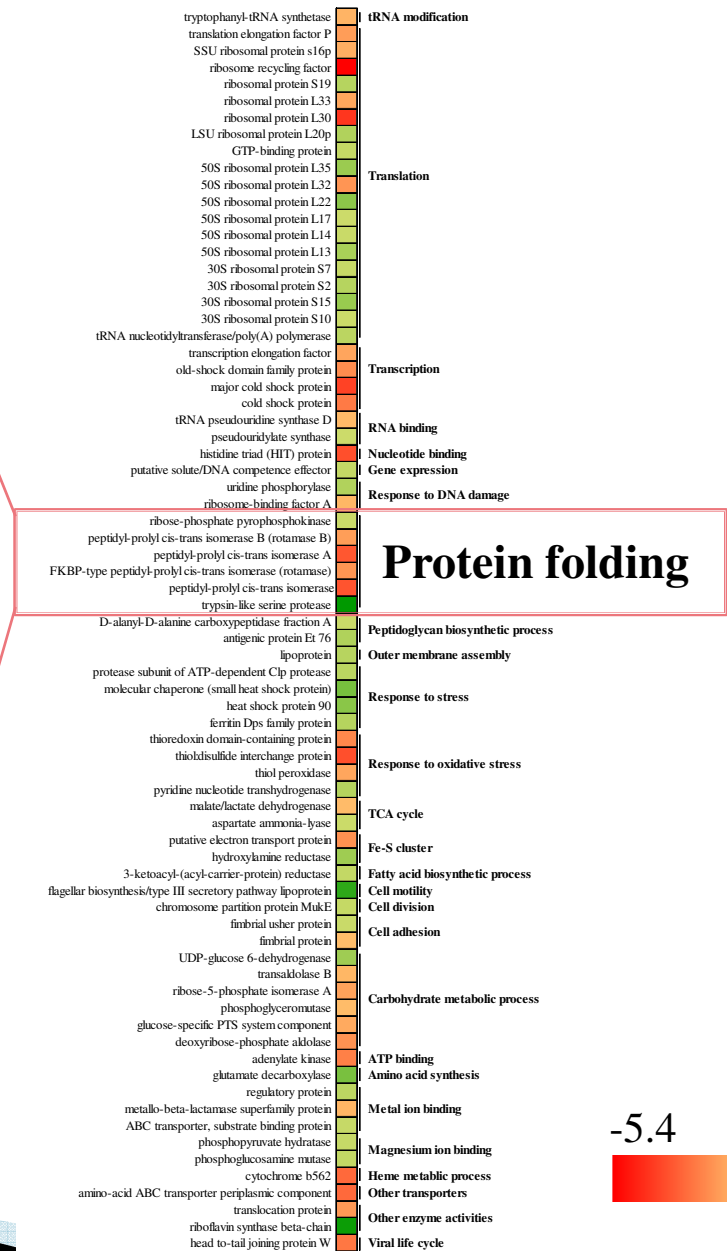 tryptophanyl-tRNA synthetase tRNA modification
translation elongation factor P
SSU ribosomal protein s16p
ribosome recycling factor
ribosomal protein S19
ribosomal protein L33
ribosomal protein L30
LSU ribosomal protein L20p
GTP-binding protein
50S ribosomal protein L35
Translation
50S ribosomal protein L32
50S ribosomal protein L22
50S ribosomal protein L17
50S ribosomal protein L14
50S ribosomal protein L13
30S ribosomal protein S7
30S ribosomal protein S2
30S ribosomal protein S15
30S ribosomal protein S10
tRNA nucleotidyltransferase/poly(A) polymerase
transcription elongation factor
old-shock domain family protein Transcription
major cold shock protein
cold shock protein
tRNA pseudouridine synthase D
RNA binding
pseudouridylate synthase
histidine triad (HIT) protein Nucleotide binding
putative solute/DNA competence effector Gene expression
uridine phosphorylase
Response to DNA damage
ribosome-binding factor A
ribose-phosphate pyrophosphokinase
peptidyl-prolyl cis-trans isomerase B (rotamase B)
peptidyl-prolyl cis-trans isomerase A
Protein folding
FKBP-type peptidyl-prolyl cis-trans isomerase (rotamase)
peptidyl-prolyl cis-trans isomerase
trypsin-like serine protease
D-alanyl-D-alanine carboxypeptidase fraction A
Peptidoglycan biosynthetic process
antigenic protein Et 76
lipoprotein Outer membrane assembly
protease subunit of ATP-dependent Clp protease
molecular chaperone (small heat shock protein)
Response to stress
heat shock protein 90
ferritin Dps family protein
thioredoxin domain-containing protein
thiol:disulfide interchange protein
Response to oxidative stress
thiol peroxidase
pyridine nucleotide transhydrogenase
malate/lactate dehydrogenase
TCA cycle
aspartate ammonia-lyase
putative electron transport protein
Fe-S cluster
hydroxylamine reductase
3-ketoacyl-(acyl-carrier-protein) reductase Fatty acid biosynthetic process
flagellar biosynthesis/type III secretory pathway lipoprotein Cell motility
chromosome partition protein MukE Cell division
fimbrial usher protein
Cell adhesion
fimbrial protein
UDP-glucose 6-dehydrogenase
transaldolase B
ribose-5-phosphate isomerase A
Carbohydrate metabolic process
phosphoglyceromutase
glucose-specific PTS system component
deoxyribose-phosphate aldolase
adenylate kinase ATP binding
glutamate decarboxylase Amino acid synthesis
regulatory protein
metallo-beta-lactamase superfamily protein Metal ion binding
ABC transporter, substrate binding protein
-5.4
phosphopyruvate hydratase
Magnesium ion binding
phosphoglucosamine mutase
cytochrome b562 Heme metablic process
amino-acid ABC transporter periplasmic component Other transporters
translocation protein
Other enzyme activities
riboflavin synthase beta-chain
head to-tail joining protein W Viral life cycle